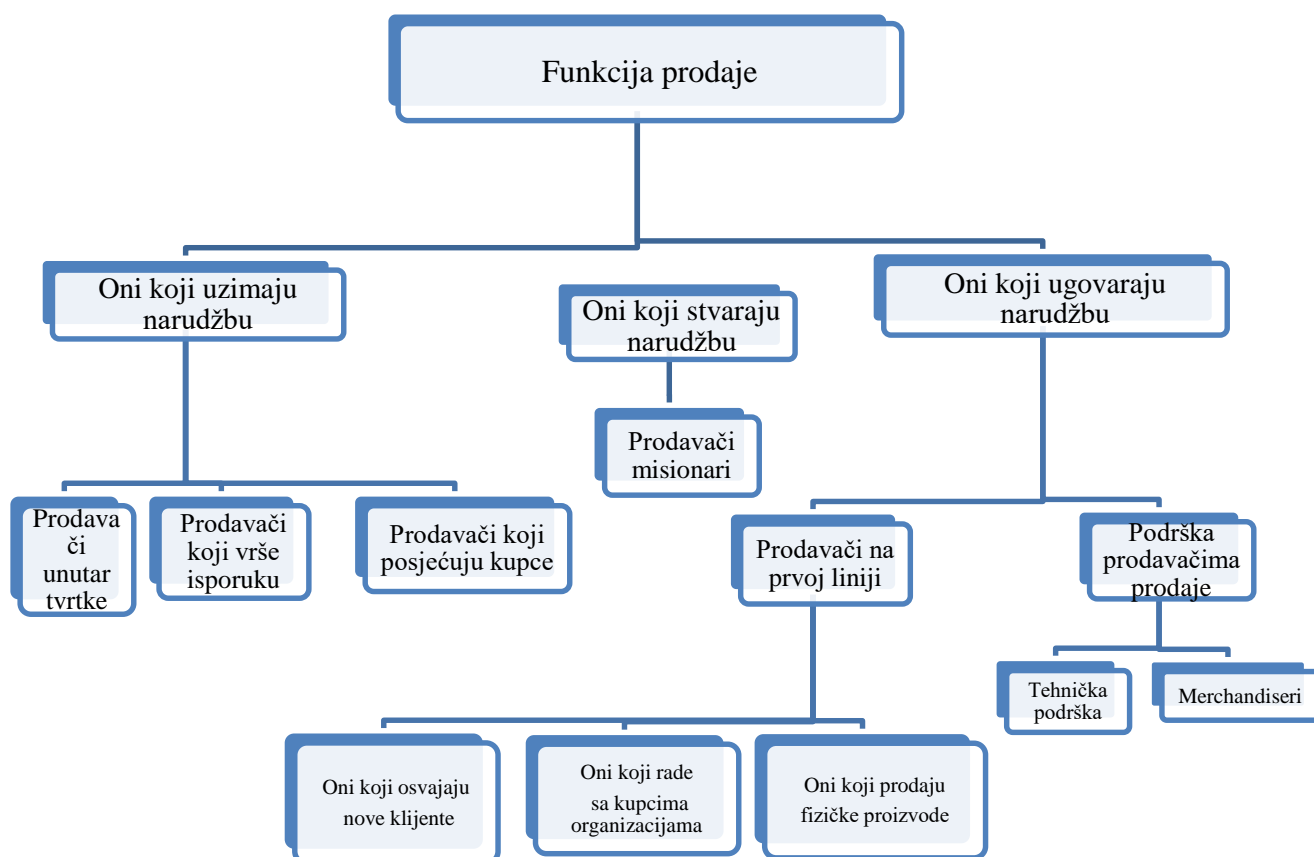 Funkcija prodaje
Oni koji uzimaju
narudžbu
Oni koji stvaraju
narudžbu
Oni koji ugovaraju
narudžbu
Prodavači
misionari
Prodava
či
unutar
tvrtke
Prodavači
koji vrše
isporuku
Prodavači koji
posjećuju kupce
Prodavači na
prvoj liniji
Podrška
prodavačima
prodaje
Tehnička
podrška
Merchandiseri
Oni koji osvajaju
nove klijente
Oni koji rade
sa kupcima
organizacijama
Oni koji prodaju
fizičke proizvode